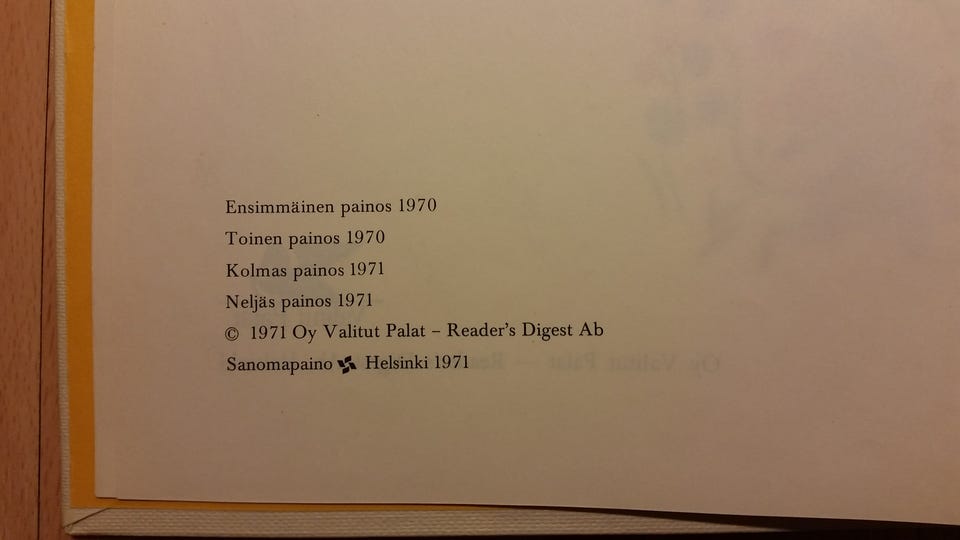 Ensimmäinen painos 1970
Toinen painos 1970
Kolmas painos 1971
Neljäs painos 1971
© 1971 Oy Valitut Palat – Reader's Digest Ab
Sanomapaino Helsinki 1971